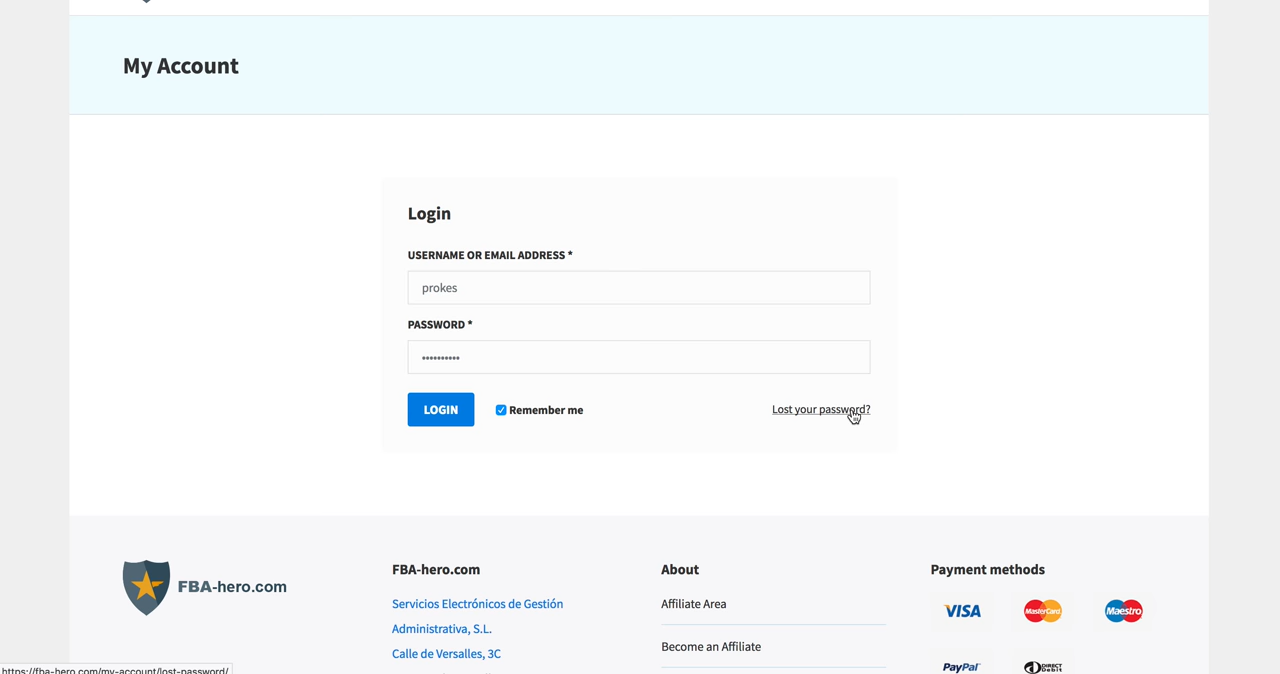 My Account
Login
USERNAME OR EMAIL ADDRESS *
prokes
PASSWORD *
••••••••••
LOGIN
Remember me
Lost your password?
FBA-hero.com
FBA-hero.com
Servicios Electrónicos de Gestión
Administrativa, S.L.
Calle de Versalles, 3C
About
Affiliate Area
Become an Affiliate
Payment methods
VISA
MasterCard
Maestro
PayPal
DIRECT
Debit
https://fba-hero.com/my-account/lost-password/